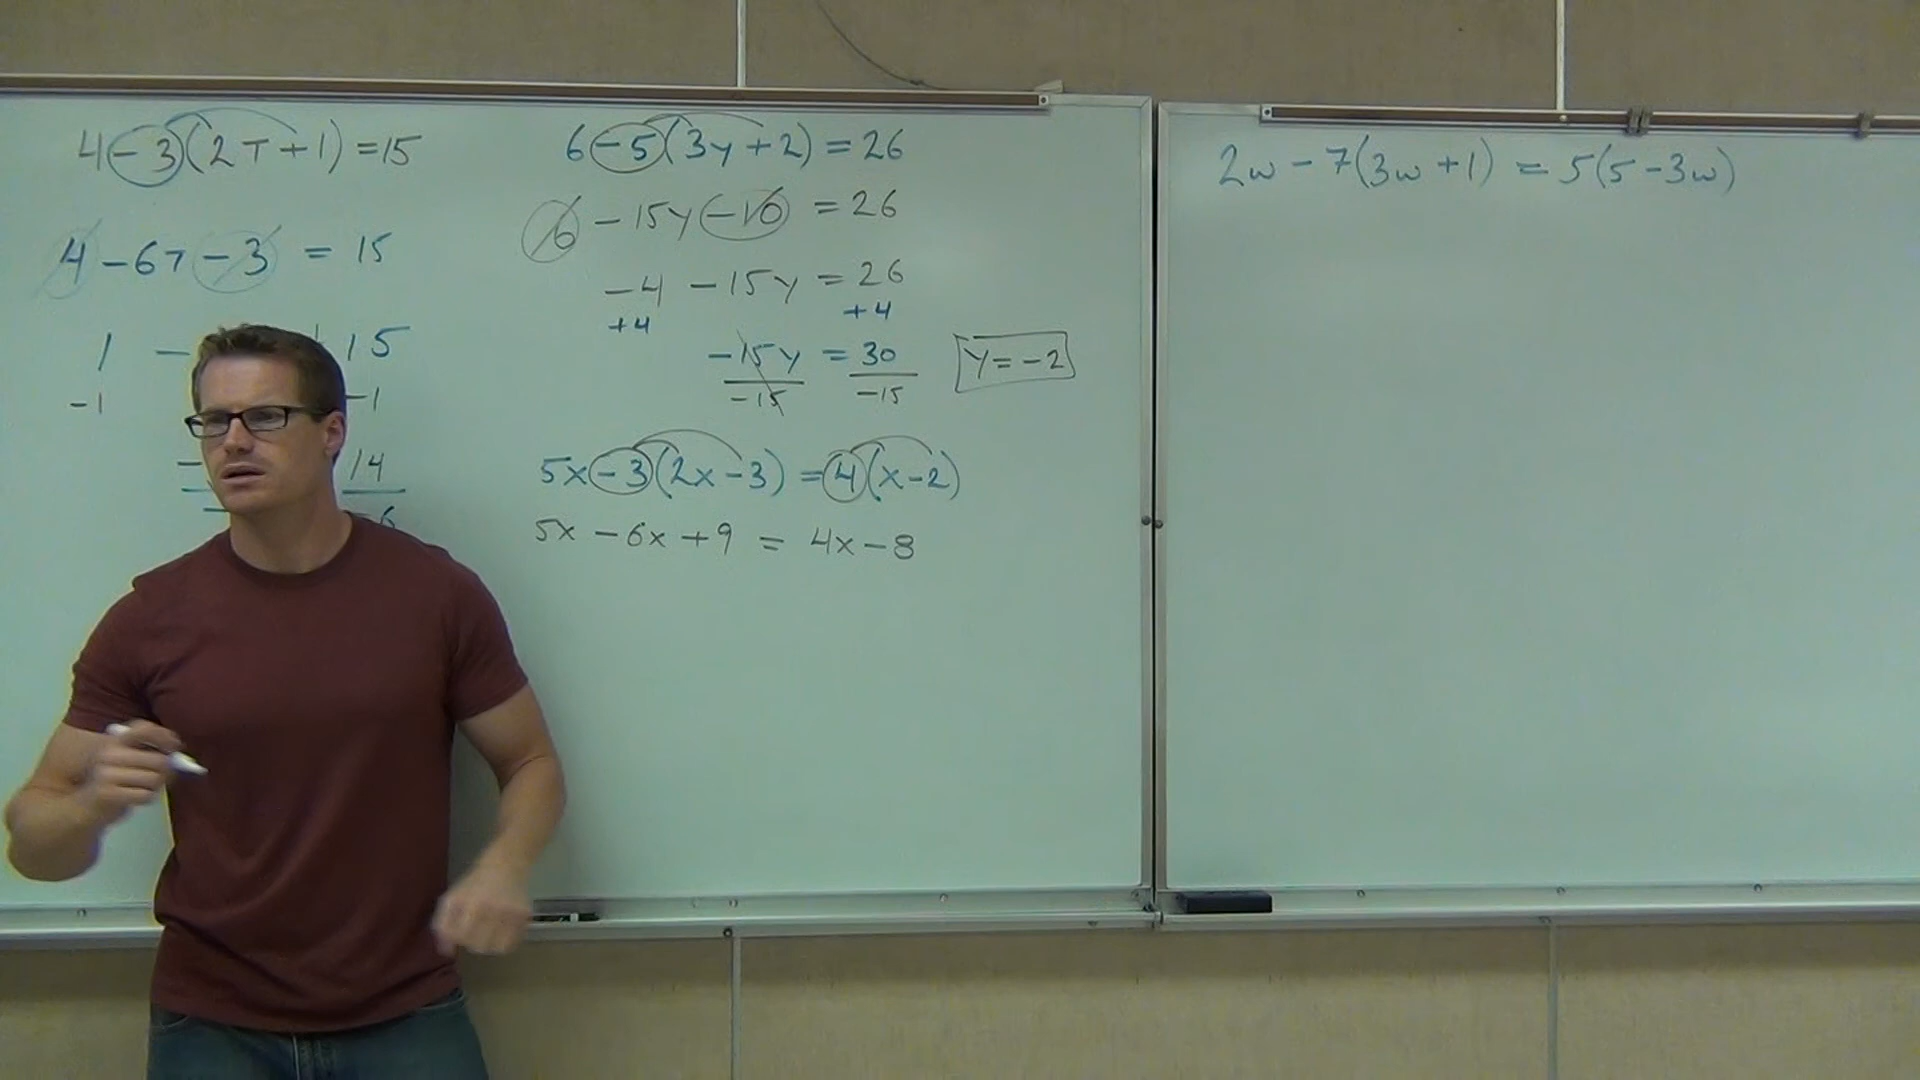 4-3(2T+1)=15
4-6T-3 = 15
1 - 15
-1 -1
- 14
-6
6-5(3y+2)=26
6-15y-10 = 26
-4-15y=26
+4 +4
-15y = 30
-15 -15
y=-2
5x-3(2x-3)=4(x-2)
5x-6x+9 = 4x-8
2w-7(3w+1) = 5(5-3w)